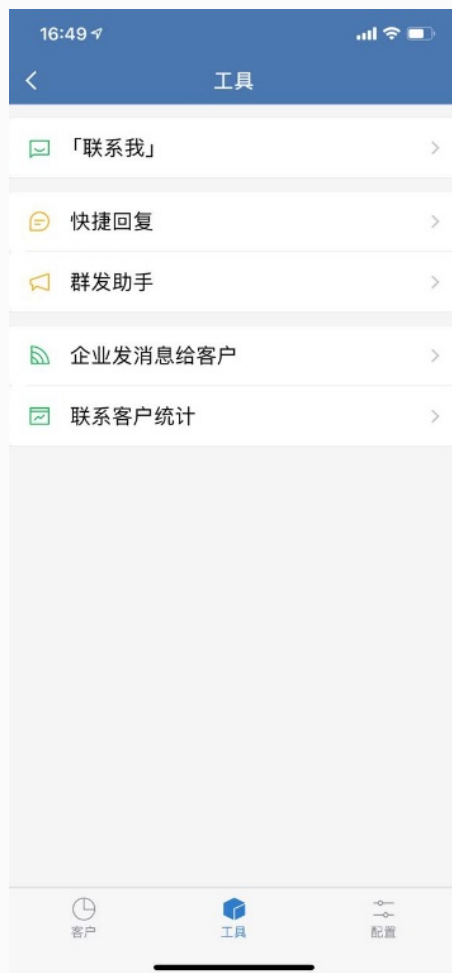 16:49
工具
「联系我」
快捷回复
群发助手
企业发消息给客户
联系客户统计
客户
工具
配置